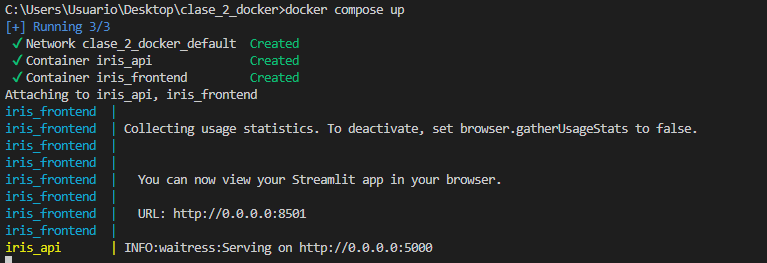 C:\Users\Usuario\Desktop\clase_2_docker>docker compose up
[+] Running 3/3
✓ Network clase_2_docker_default  Created
✓ Container iris_api              Created
✓ Container iris_frontend         Created
Attaching to iris_api, iris_frontend
iris_frontend  |
iris_frontend  | Collecting usage statistics. To deactivate, set browser.gatherUsageStats to false.
iris_frontend  |
iris_frontend  |
iris_frontend  |   You can now view your Streamlit app in your browser.
iris_frontend  |
iris_frontend  |   URL: http://0.0.0.0:8501
iris_frontend  |
iris_api       | INFO:waitress:Serving on http://0.0.0.0:5000